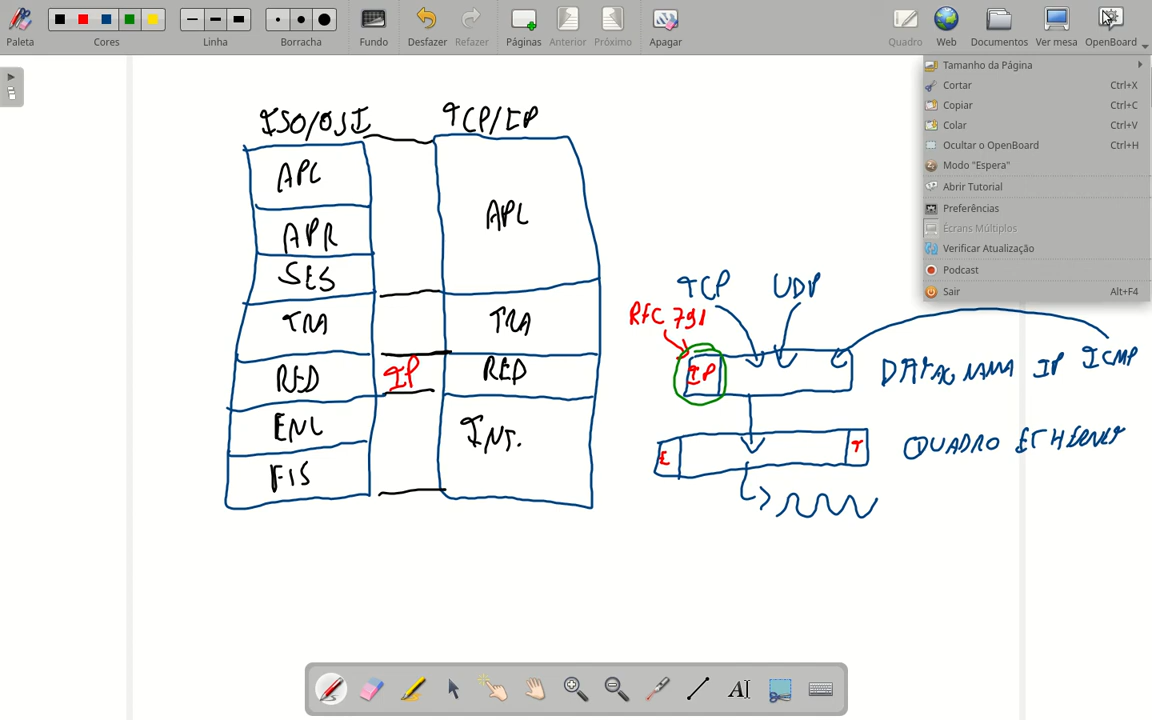 Paleta
Cores
Linha
Borracha
Fundo
Desfazer
Refazer
Páginas
Anterior
Próximo
Apagar
Quadro
Web
Documentos
Ver mesa
OpenBoard
Tamanho da Página
Cortar Ctrl+X
Copiar Ctrl+C
Colar Ctrl+V
Ocultar o OpenBoard Ctrl+H
Modo "Espera"
Abrir Tutorial
Preferências
Écrans Múltiplos
Verificar Atualização
Podcast
Sair Alt+F4
ISO/OSI
APL
APR
SES
TRA
RED
ENL
FIS
IP
TCP/IP
APL
TRA
RED
INT.
TCP UDP
RFC 791
IP
DATAGRAMA IP ICMP
E T
QUADRO ETHERNET
AI